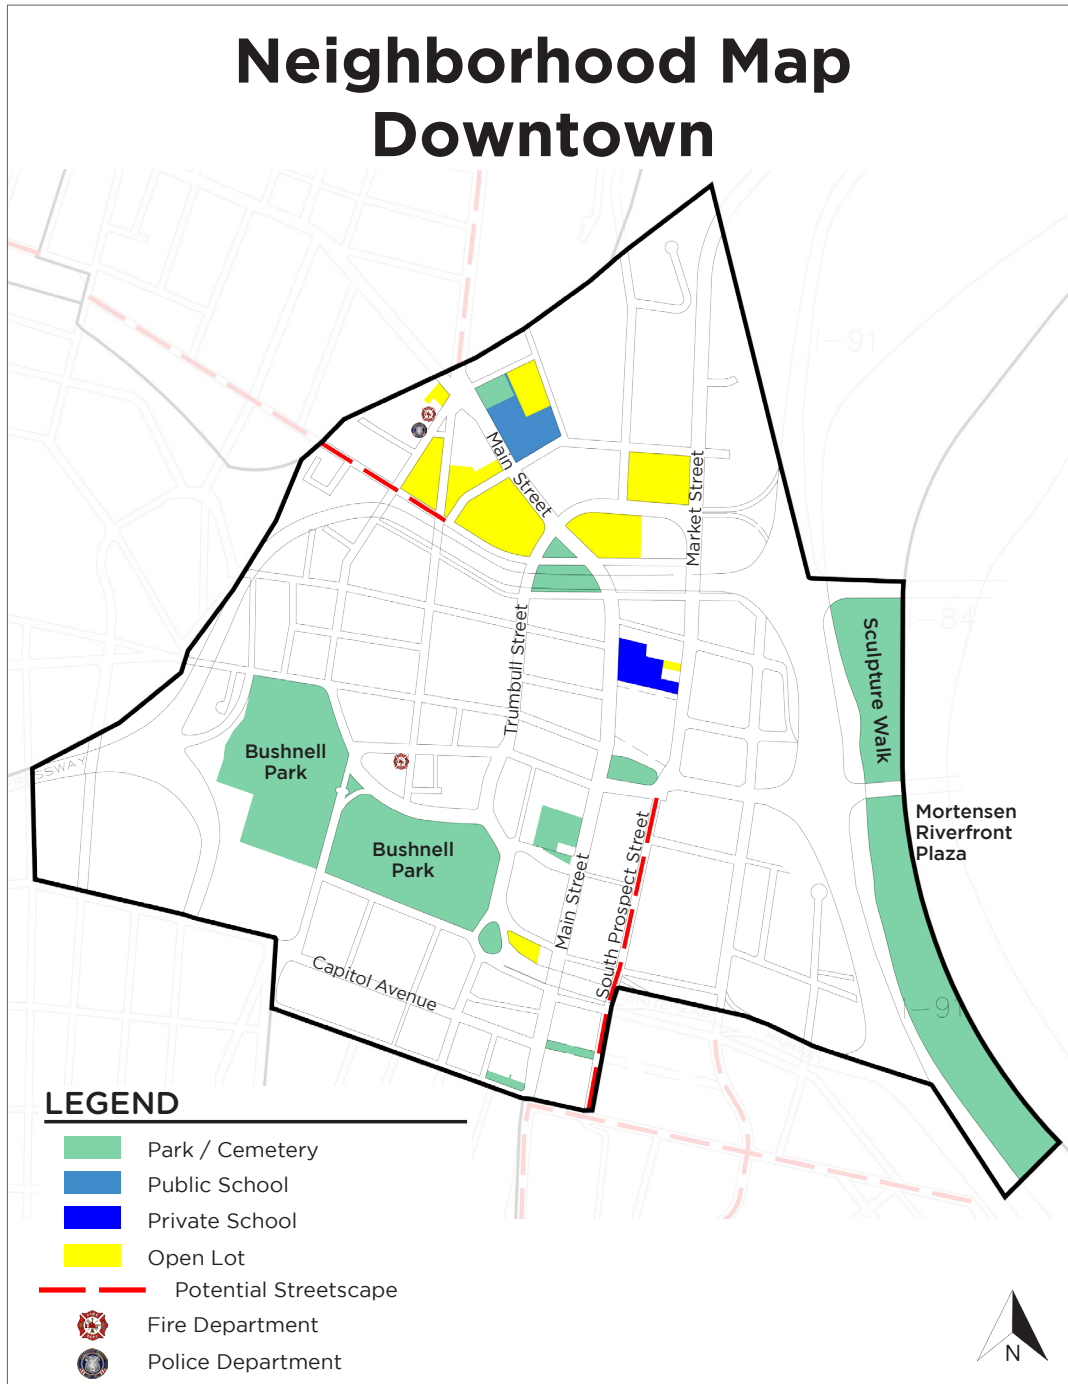 Neighborhood Map
Downtown
I-91
Main Street
Market Street
I-84
Trumbull Street
Sculpture Walk
Bushnell
Park
Mortensen
Riverfront
Plaza
Bushnell
Park
South Prospect Street
Main Street
Capitol Avenue
I-91
LEGEND
Park / Cemetery
Public School
Private School
Open Lot
Potential Streetscape
Fire Department
Police Department
N